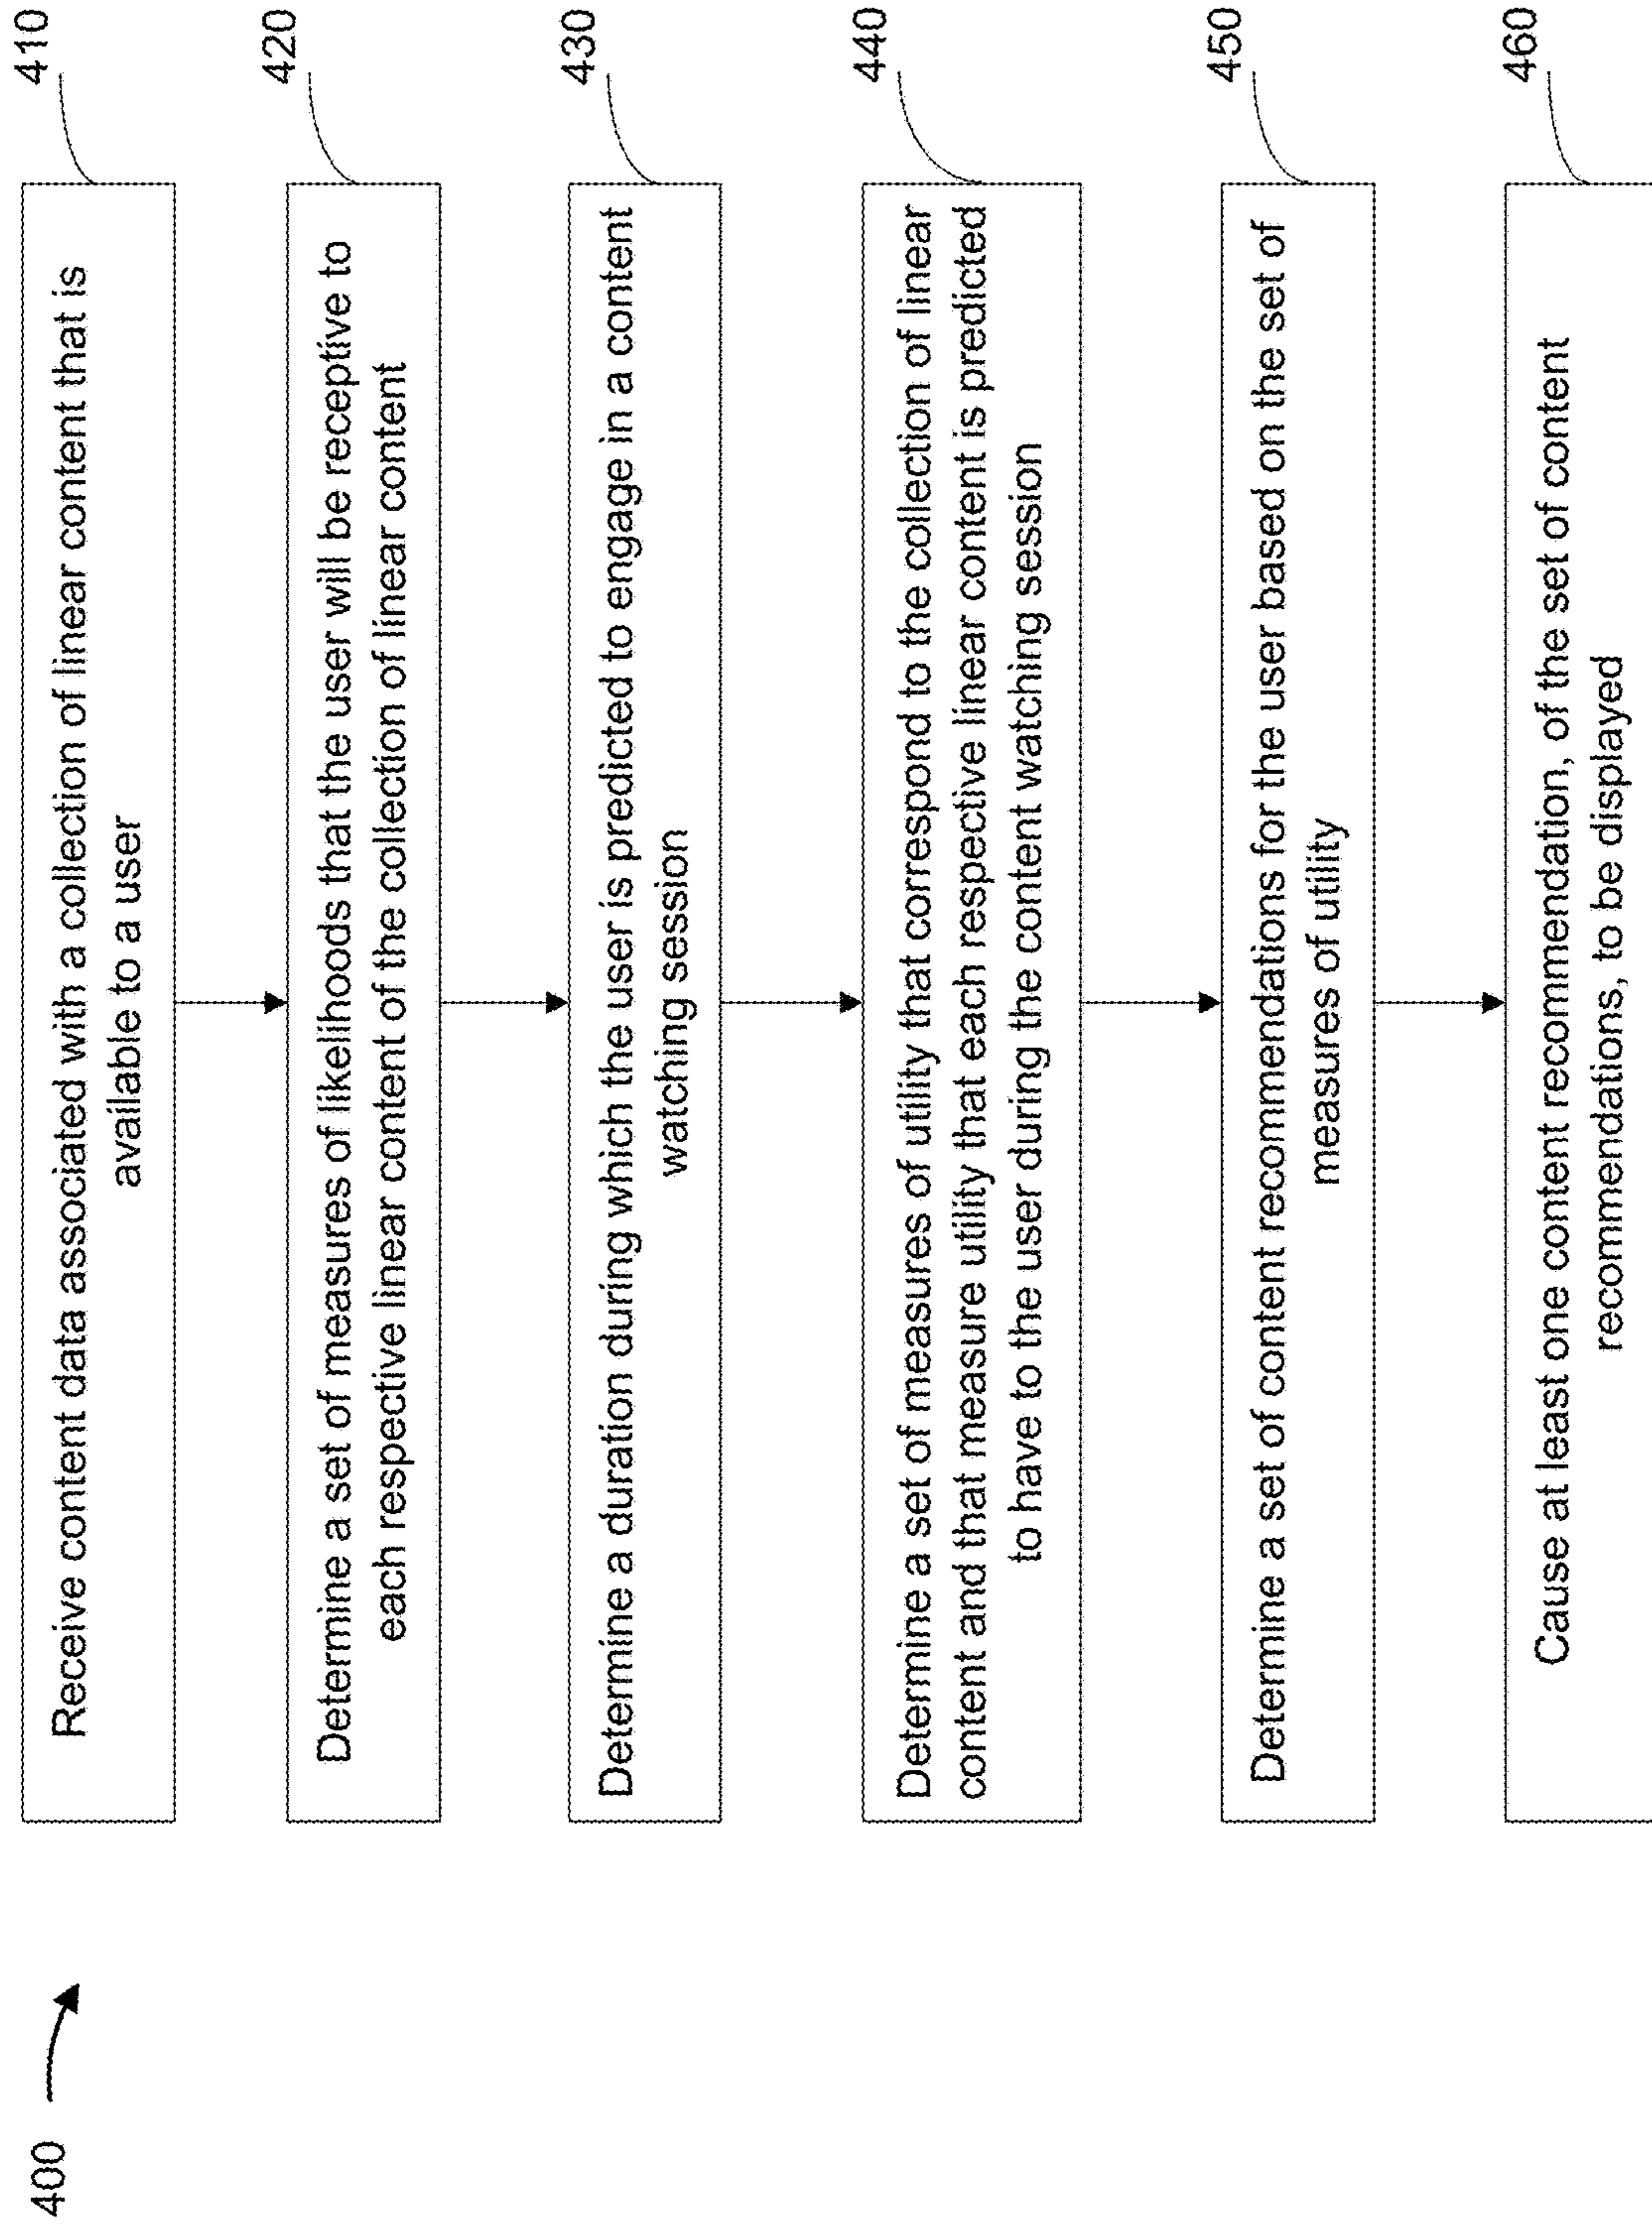 400
410
Receive content data associated with a collection of linear content that is
available to a user
420
Determine a set of measures of likelihoods that the user will be receptive to
each respective linear content of the collection of linear content
430
Determine a duration during which the user is predicted to engage in a content
watching session
440
Determine a set of measures of utility that correspond to the collection of linear
content and that measure utility that each respective linear content is predicted
to have to the user during the content watching session
450
Determine a set of content recommendations for the user based on the set of
measures of utility
460
Cause at least one content recommendation, of the set of content
recommendations, to be displayed